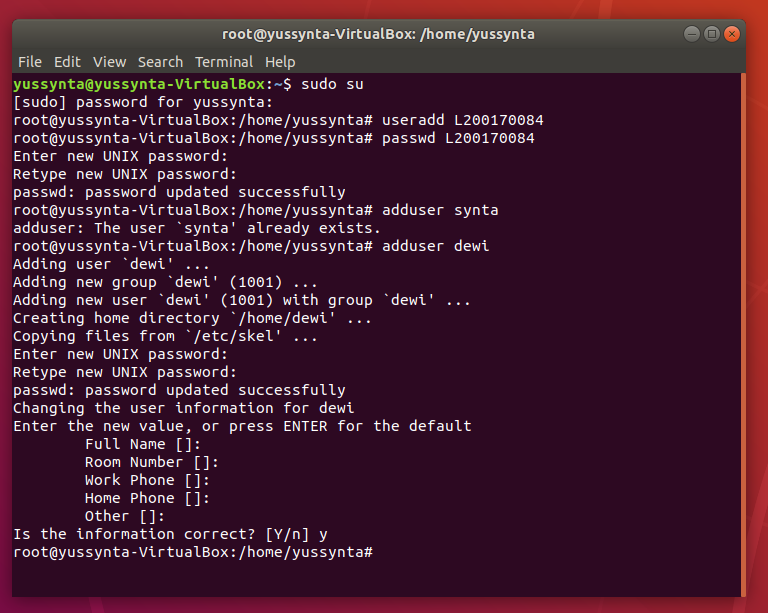 root@yussynta-VirtualBox: /home/yussynta
File Edit View Search Terminal Help
yussynta@yussynta-VirtualBox:~$ sudo su
[sudo] password for yussynta:
root@yussynta-VirtualBox:/home/yussynta# useradd L200170084
root@yussynta-VirtualBox:/home/yussynta# passwd L200170084
Enter new UNIX password:
Retype new UNIX password:
passwd: password updated successfully
root@yussynta-VirtualBox:/home/yussynta# adduser synta
adduser: The user `synta' already exists.
root@yussynta-VirtualBox:/home/yussynta# adduser dewi
Adding user `dewi' ...
Adding new group `dewi' (1001) ...
Adding new user `dewi' (1001) with group `dewi' ...
Creating home directory `/home/dewi' ...
Copying files from `/etc/skel' ...
Enter new UNIX password:
Retype new UNIX password:
passwd: password updated successfully
Changing the user information for dewi
Enter the new value, or press ENTER for the default
        Full Name []:
        Room Number []:
        Work Phone []:
        Home Phone []:
        Other []:
Is the information correct? [Y/n] y
root@yussynta-VirtualBox:/home/yussynta#